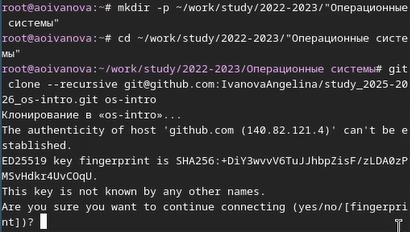 root@aoivanova:~# mkdir -p ~/work/study/2022-2023/"Операционные
 системы"
root@aoivanova:~# cd ~/work/study/2022-2023/"Операционные систе
мы"
root@aoivanova:~/work/study/2022-2023/Операционные системы# git
 clone --recursive git@github.com:IvanovaAngelina/study_2025-20
26_os-intro.git os-intro
Клонирование в «os-intro»...
The authenticity of host 'github.com (140.82.121.4)' can't be e
stablished.
ED25519 key fingerprint is SHA256:+DiY3wvvV6TuJJhbpZisF/zLDA0zP
MSvHdkr4UvCOqU.
This key is not known by any other names.
Are you sure you want to continue connecting (yes/no/[fingerpri
nt])?